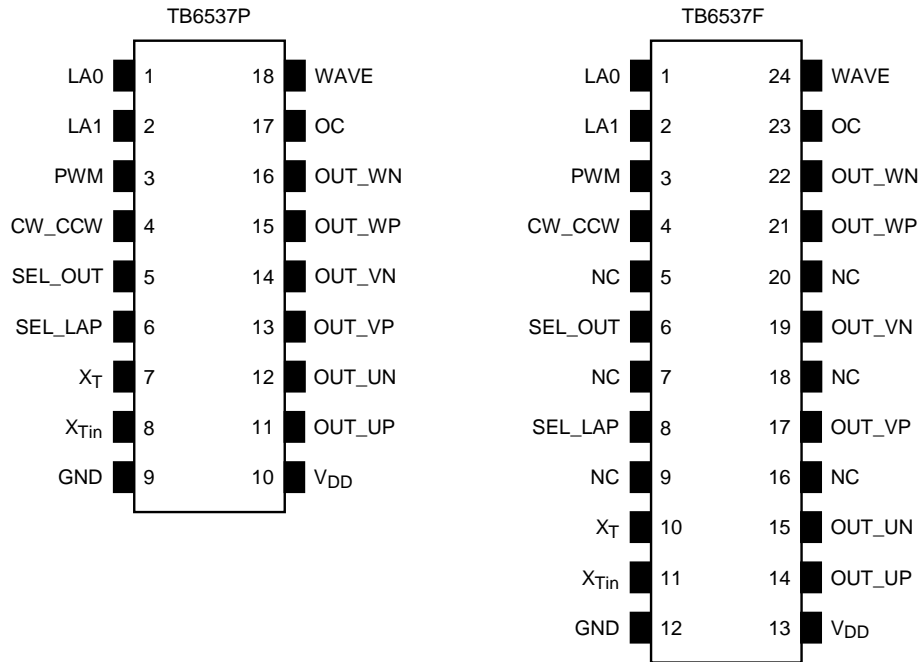 TB6537P
LA0 1 18 WAVE
LA1 2 17 OC
PWM 3 16 OUT_WN
CW_CCW 4 15 OUT_WP
SEL_OUT 5 14 OUT_VN
SEL_LAP 6 13 OUT_VP
XT 7 12 OUT_UN
XTin 8 11 OUT_UP
GND 9 10 VDD
TB6537F
LA0 1 24 WAVE
LA1 2 23 OC
PWM 3 22 OUT_WN
CW_CCW 4 21 OUT_WP
NC 5 20 NC
SEL_OUT 6 19 OUT_VN
NC 7 18 NC
SEL_LAP 8 17 OUT_VP
NC 9 16 NC
XT 10 15 OUT_UN
XTin 11 14 OUT_UP
GND 12 13 VDD